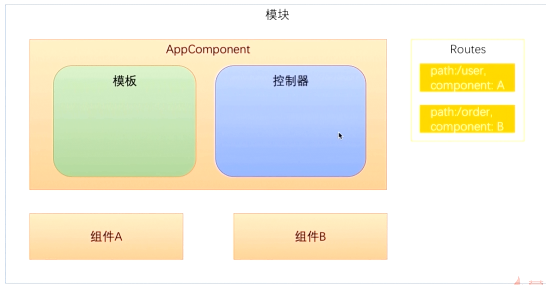 模块
AppComponent
模板
控制器
Routes
path:/user,
component: A
path:/order,
component: B
组件A
组件B